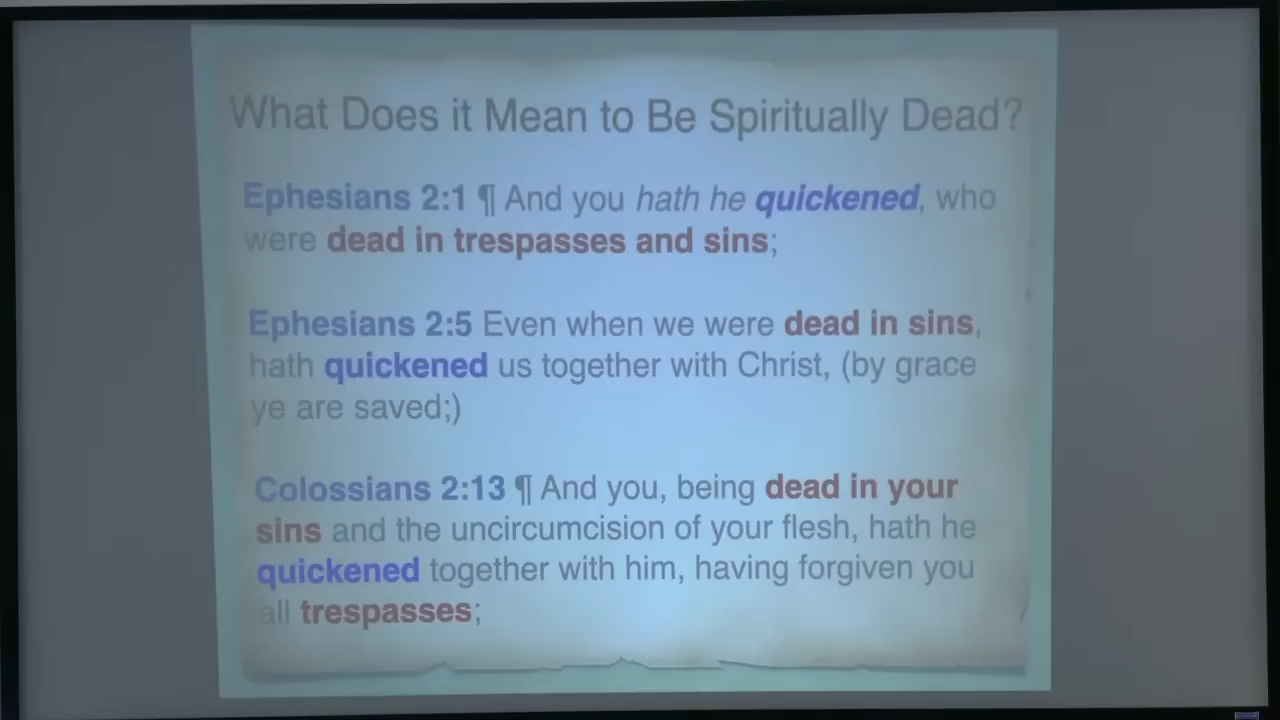 What Does it Mean to Be Spiritually Dead?
Ephesians 2:1 ¶ And you hath he quickened, who
were dead in trespasses and sins;
Ephesians 2:5 Even when we were dead in sins,
hath quickened us together with Christ, (by grace
ye are saved;)
Colossians 2:13 ¶ And you, being dead in your
sins and the uncircumcision of your flesh, hath he
quickened together with him, having forgiven you
all trespasses;